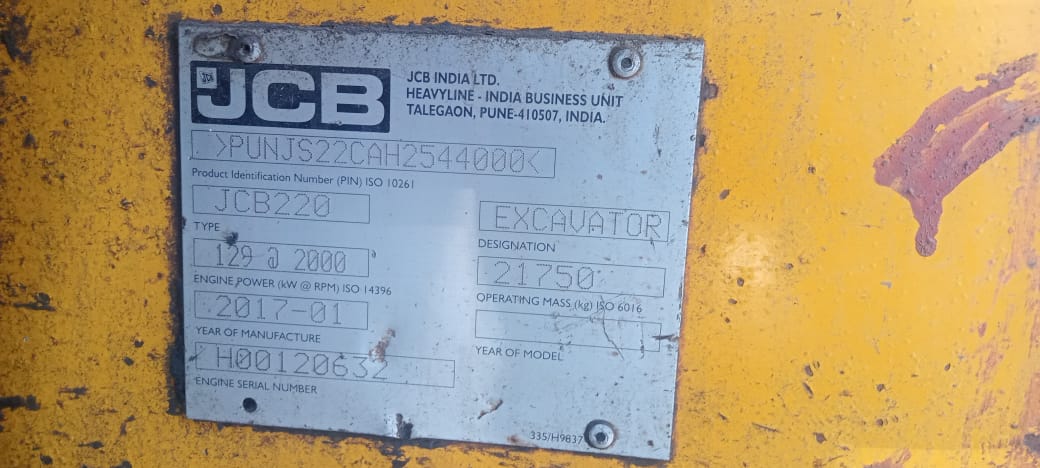 JCB
JCB INDIA LTD.
HEAVYLINE - INDIA BUSINESS UNIT
TALEGAON, PUNE-410507, INDIA.
>PUNJS22CAH2544000<
Product Identification Number (PIN) ISO 10261
JCB220
TYPE
EXCAVATOR
DESIGNATION
129 @ 2000
ENGINE POWER (kW @ RPM) ISO 14396
21750
OPERATING MASS (kg) ISO 6016
2017-01
YEAR OF MANUFACTURE
YEAR OF MODEL
H00120632
ENGINE SERIAL NUMBER
335/H9837